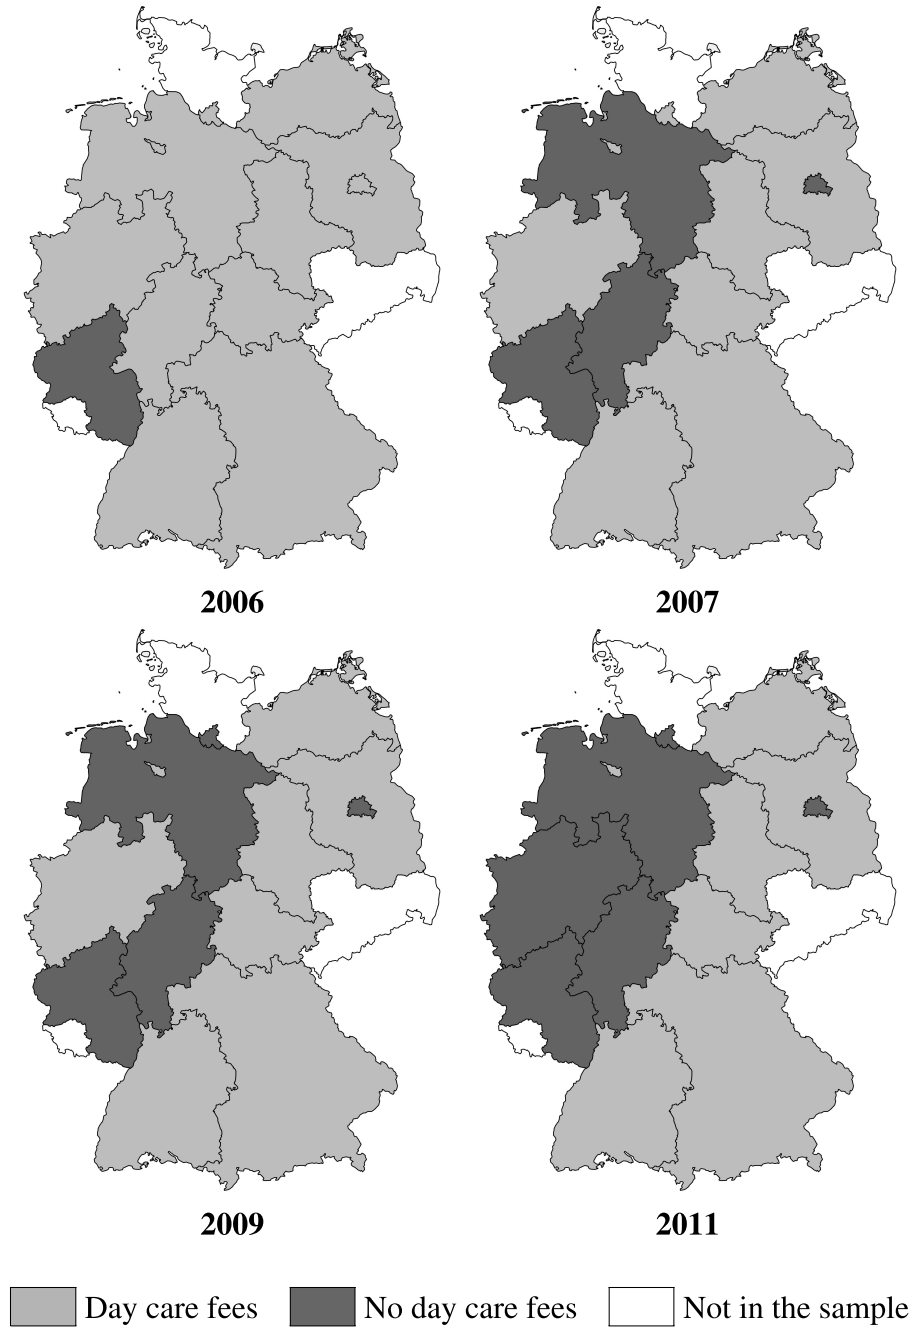 2006
2007
2009
2011
Day care fees
No day care fees
Not in the sample